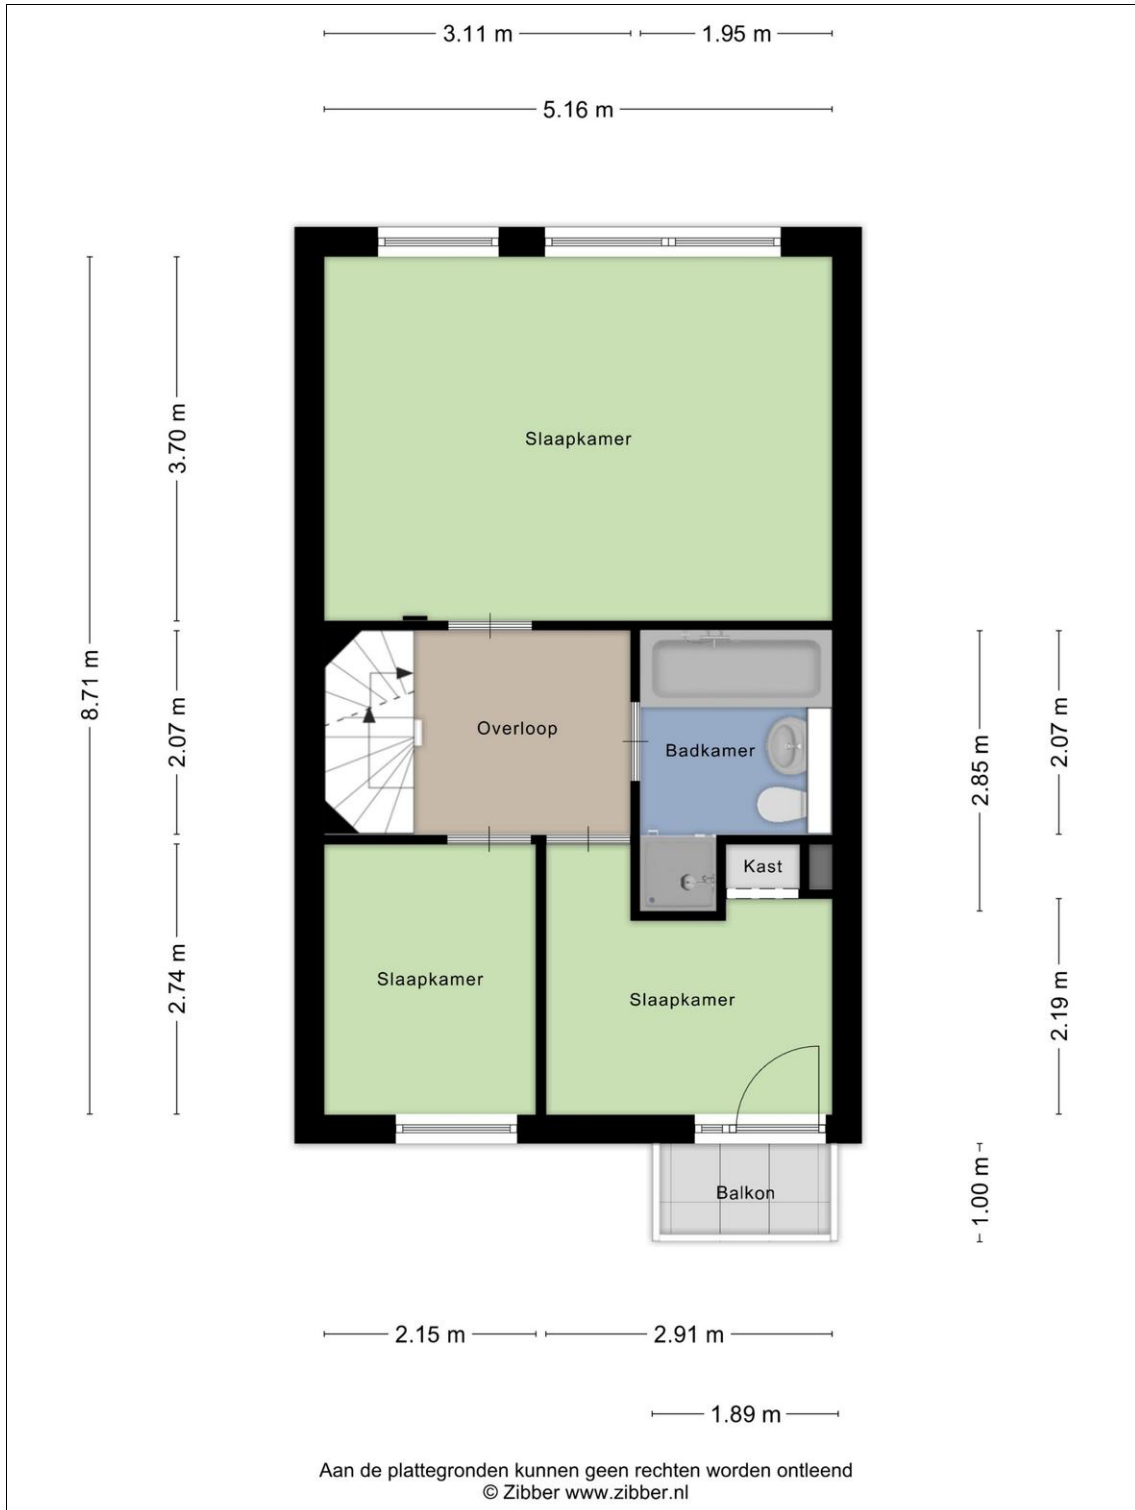 3.11 m
1.95 m
5.16 m
8.71 m
3.70 m
2.07 m
2.74 m
Slaapkamer
Overloop
Badkamer
Kast
Slaapkamer
Slaapkamer
Balkon
2.85 m
2.07 m
2.19 m
1.00 m
2.15 m
2.91 m
1.89 m
Aan de plattegronden kunnen geen rechten worden ontleend
© Zibber www.zibber.nl